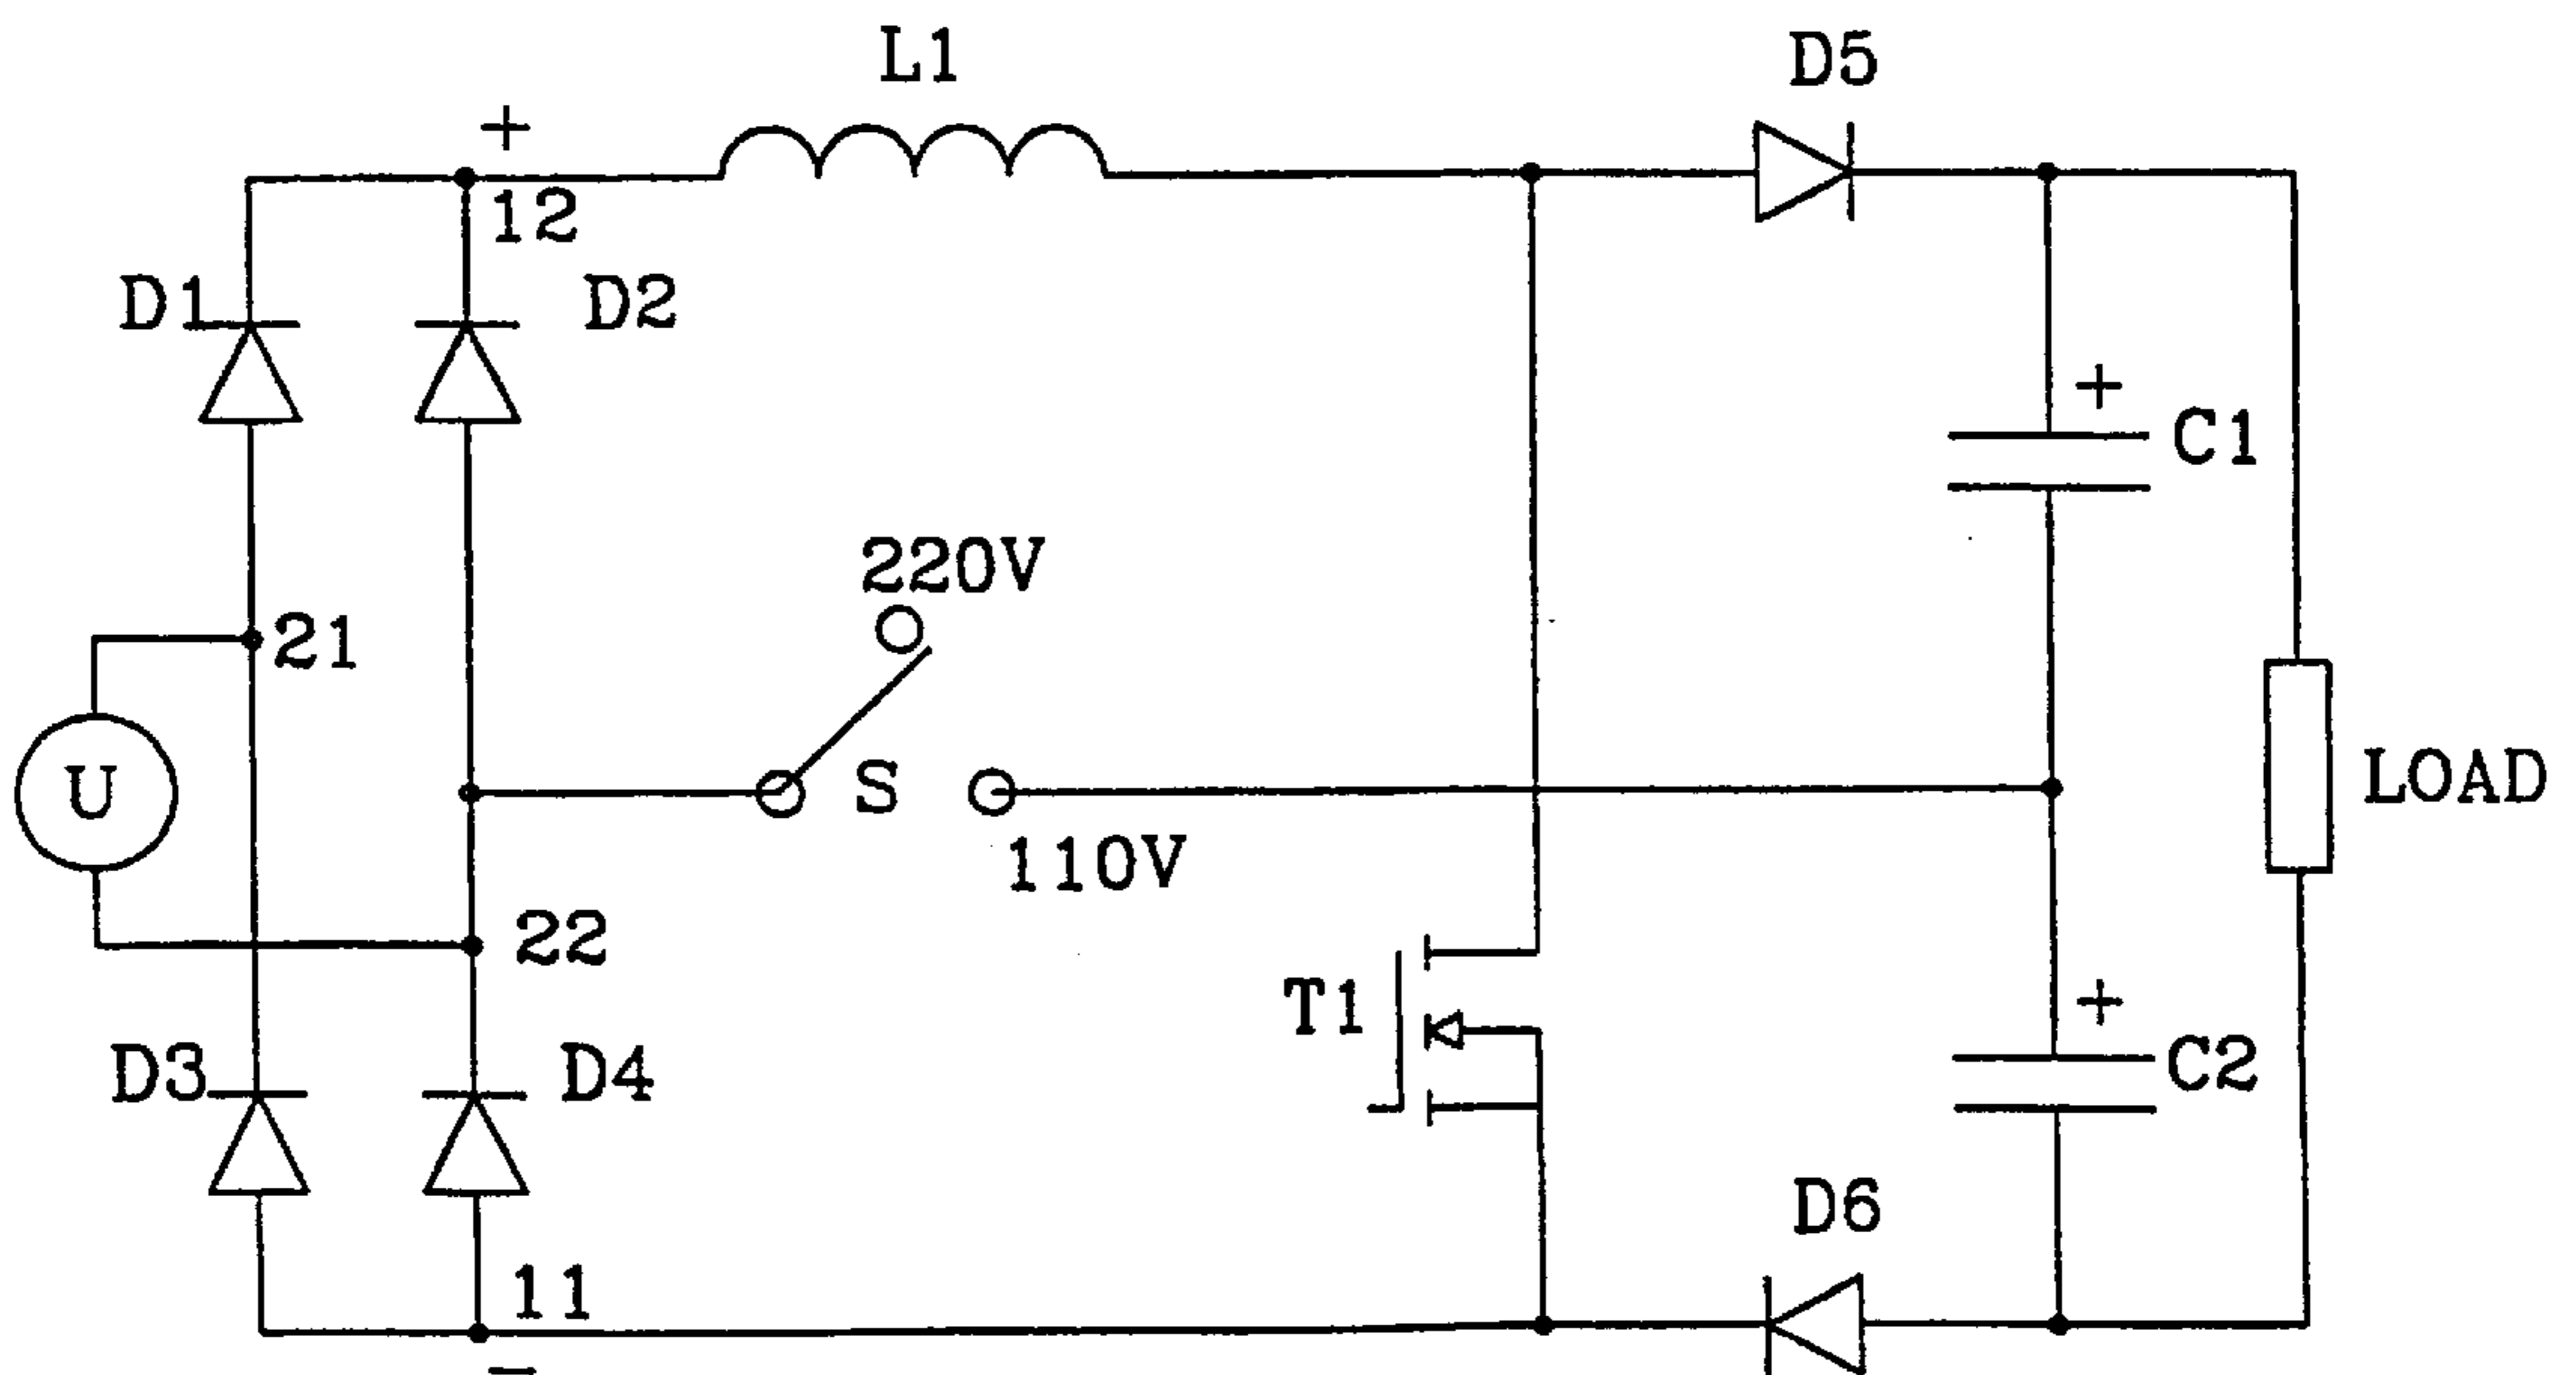 L1
D5
+
12
D1
D2
+
C1
220V
21
U
S
LOAD
110V
22
T1
+
D3
D4
C2
D6
11
−